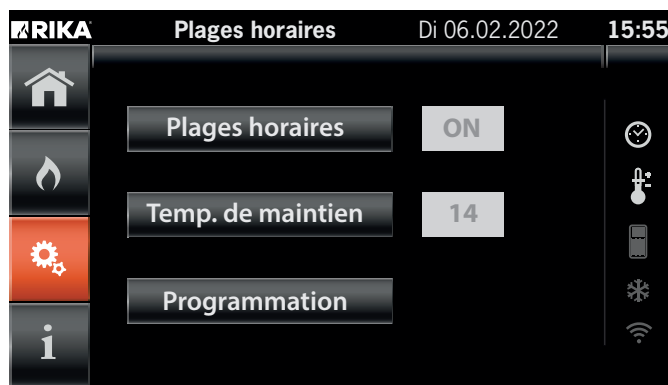 RIKA Plages horaires Di 06.02.2022 15:55
Plages horaires ON
Temp. de maintien 14
Programmation
i